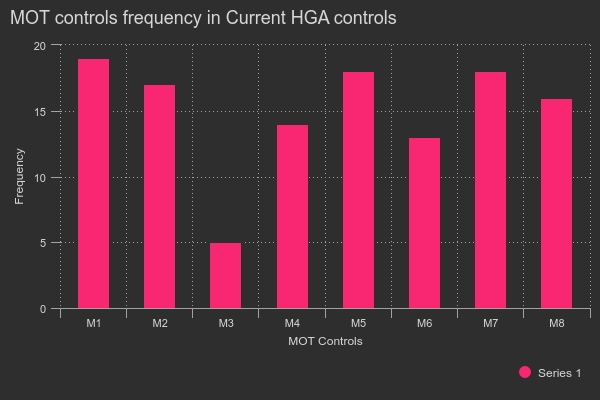 MOT controls frequency in Current HGA controls
20
15
10
5
0
Frequency
M1 M2 M3 M4 M5 M6 M7 M8
MOT Controls
Series 1